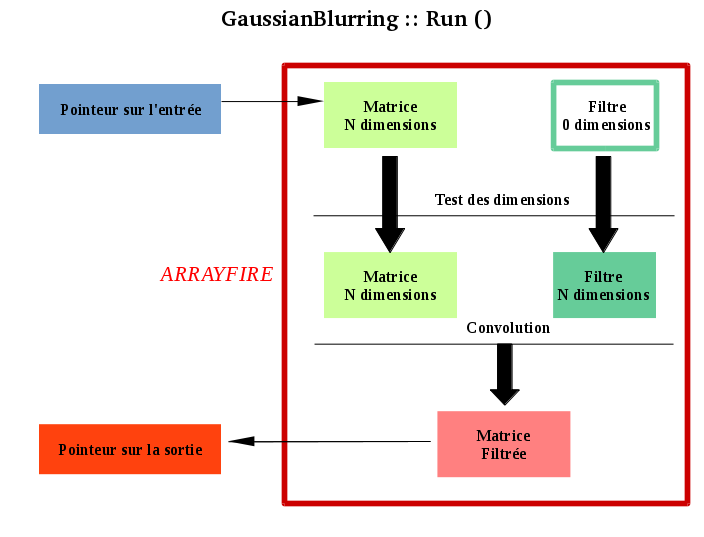 GaussianBlurring :: Run ()
Pointeur sur l'entrée
Matrice
N dimensions
Filtre
0 dimensions
Test des dimensions
ARRAYFIRE
Matrice
N dimensions
Filtre
N dimensions
Convolution
Matrice
Filtrée
Pointeur sur la sortie